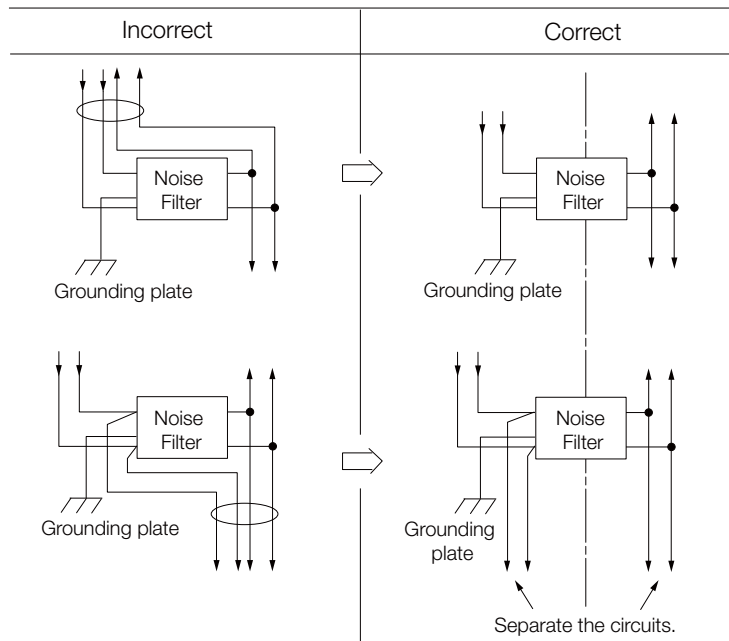 Incorrect
Correct
Noise
Filter
Grounding plate
Noise
Filter
Grounding plate
Noise
Filter
Grounding plate
Noise
Filter
Grounding
plate
Separate the circuits.